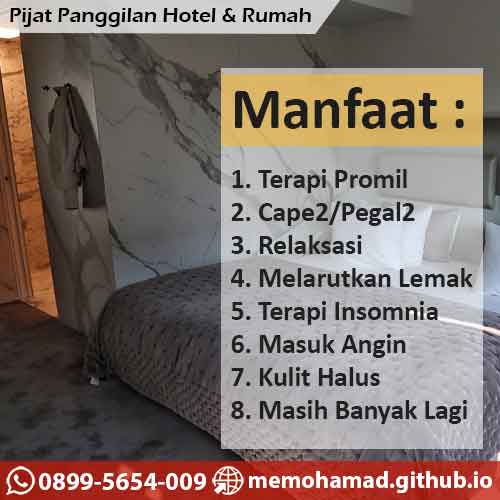 Pijat Panggilan Hotel & Rumah
Manfaat :
1. Terapi Promil
2. Cape2/Pegal2
3. Relaksasi
4. Melarutkan Lemak
5. Terapi Insomnia
6. Masuk Angin
7. Kulit Halus
8. Masih Banyak Lagi
0899-5654-009 memohamad.github.io